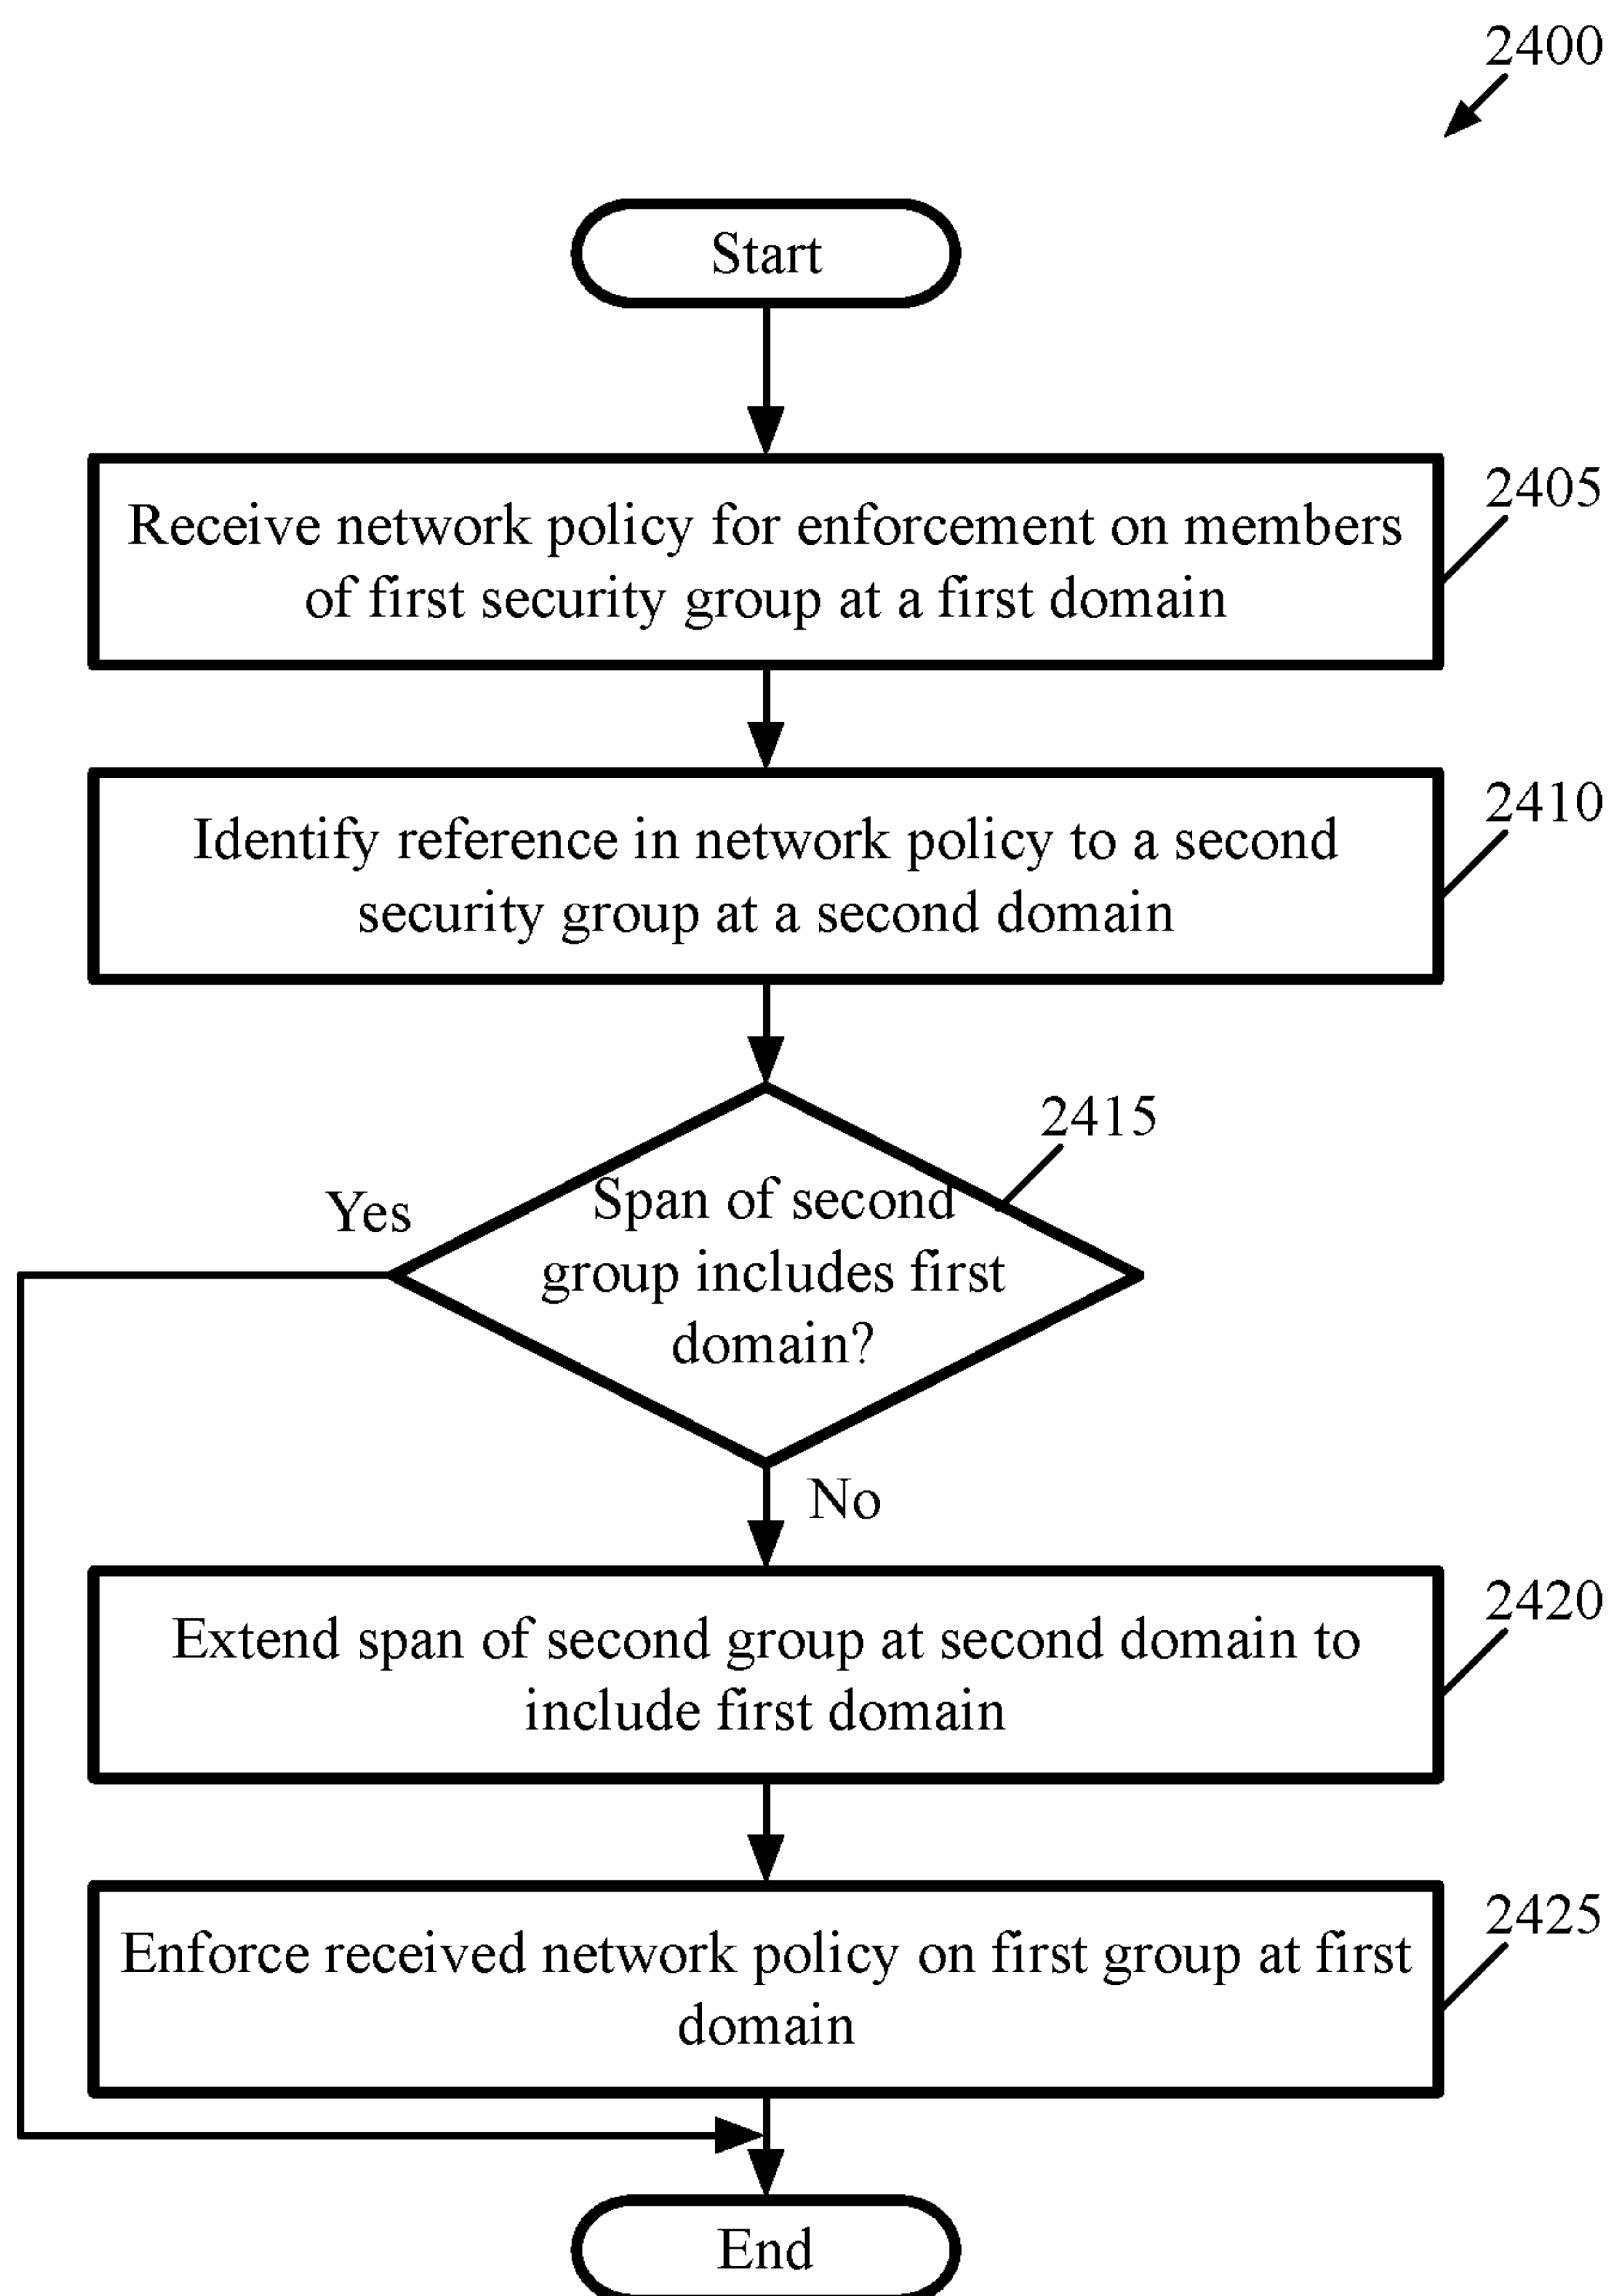 2400
Start
Receive network policy for enforcement on members
of first security group at a first domain
2405
Identify reference in network policy to a second
security group at a second domain
2410
2415
Span of second
group includes first
domain?
Yes
No
Extend span of second group at second domain to
include first domain
2420
Enforce received network policy on first group at first
domain
2425
End